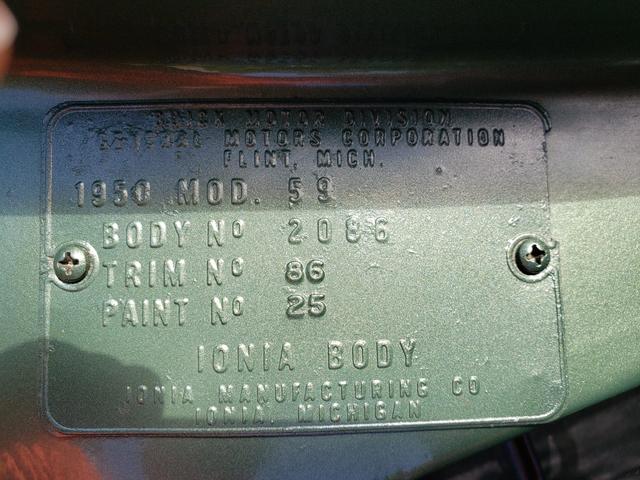 BUICK MOTOR DIVISION
GENERAL MOTORS CORPORATION
FLINT, MICH.
1950 MOD. 59
BODY Nº 2086
TRIM Nº 86
PAINT Nº 25
IONIA BODY
IONIA MANUFACTURING CO
IONIA, MICHIGAN